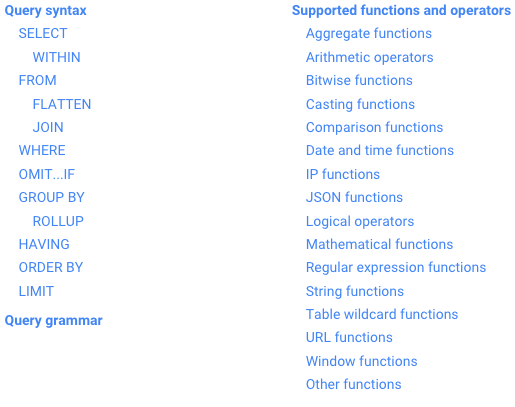 Query syntax
SELECT
WITHIN
FROM
FLATTEN
JOIN
WHERE
OMIT...IF
GROUP BY
ROLLUP
HAVING
ORDER BY
LIMIT
Query grammar
Supported functions and operators
Aggregate functions
Arithmetic operators
Bitwise functions
Casting functions
Comparison functions
Date and time functions
IP functions
JSON functions
Logical operators
Mathematical functions
Regular expression functions
String functions
Table wildcard functions
URL functions
Window functions
Other functions